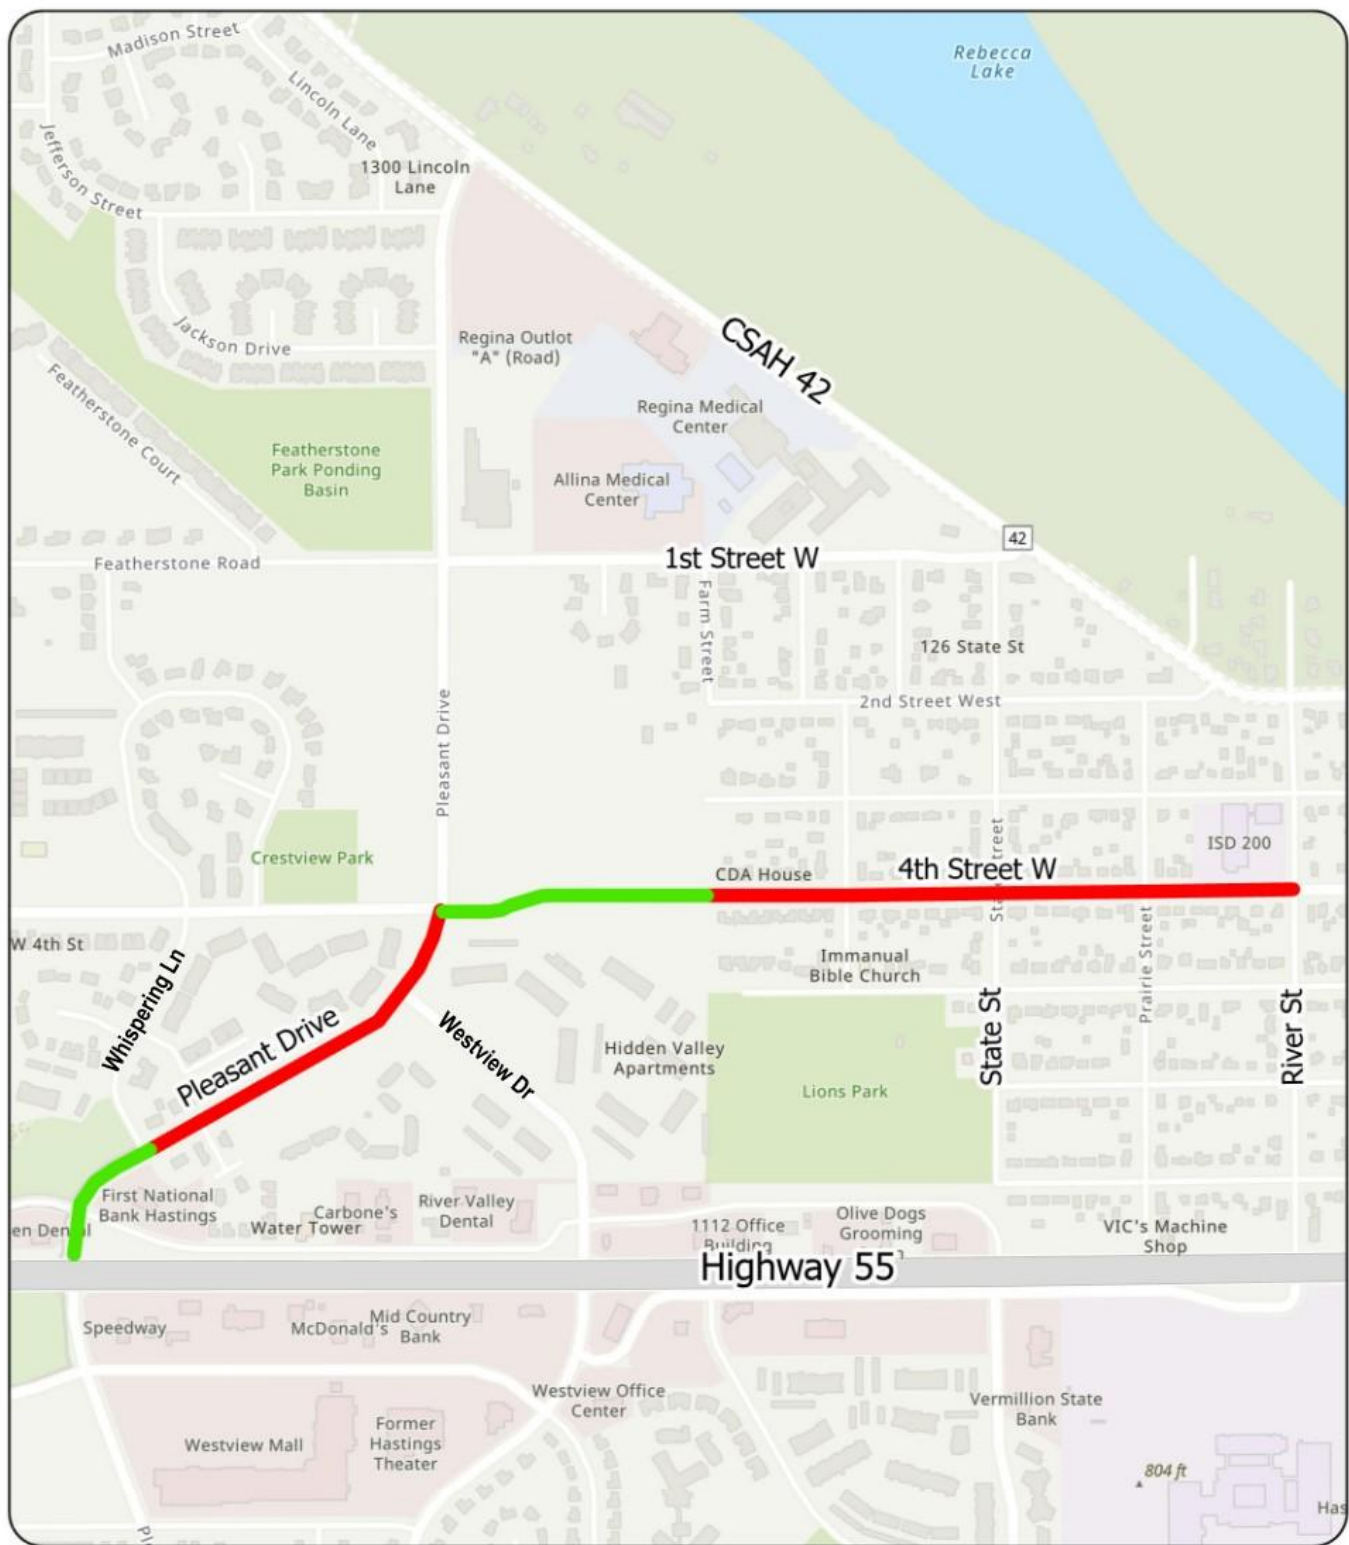 Madison Street
Rebecca
Lake
Lincoln Lane
Jefferson Street
1300 Lincoln
Lane
Jackson Drive
Regina Outlot
"A" (Road)
CSAH 42
Featherstone Court
Regina Medical
Center
Featherstone
Park Ponding
Basin
Allina Medical
Center
42
Featherstone Road
1st Street W
Farm Street
126 State St
2nd Street West
Pleasant Drive
Crestview Park
ISD 200
CDA House
4th Street W
W 4th St
Prairie Street
Immanual
Bible Church
Whispering Ln
Pleasant Drive
Westview Dr
Hidden Valley
Apartments
State St
River St
Lions Park
First National
Bank Hastings
en Dental
Water Tower
Carbone's
River Valley
Dental
1112 Office
Building
Olive Dogs
Grooming
VIC's Machine
Shop
Highway 55
Speedway
McDonald's
Mid Country
Bank
Westview Office
Center
Vermillion State
Bank
Westview Mall
Former
Hastings
Theater
804 ft
Has
Pl